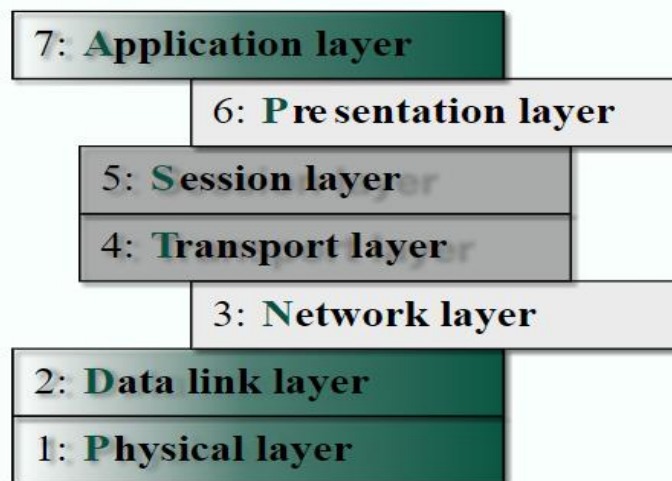 7: Application layer
6: Presentation layer
5: Session layer
4: Transport layer
3: Network layer
2: Data link layer
1: Physical layer